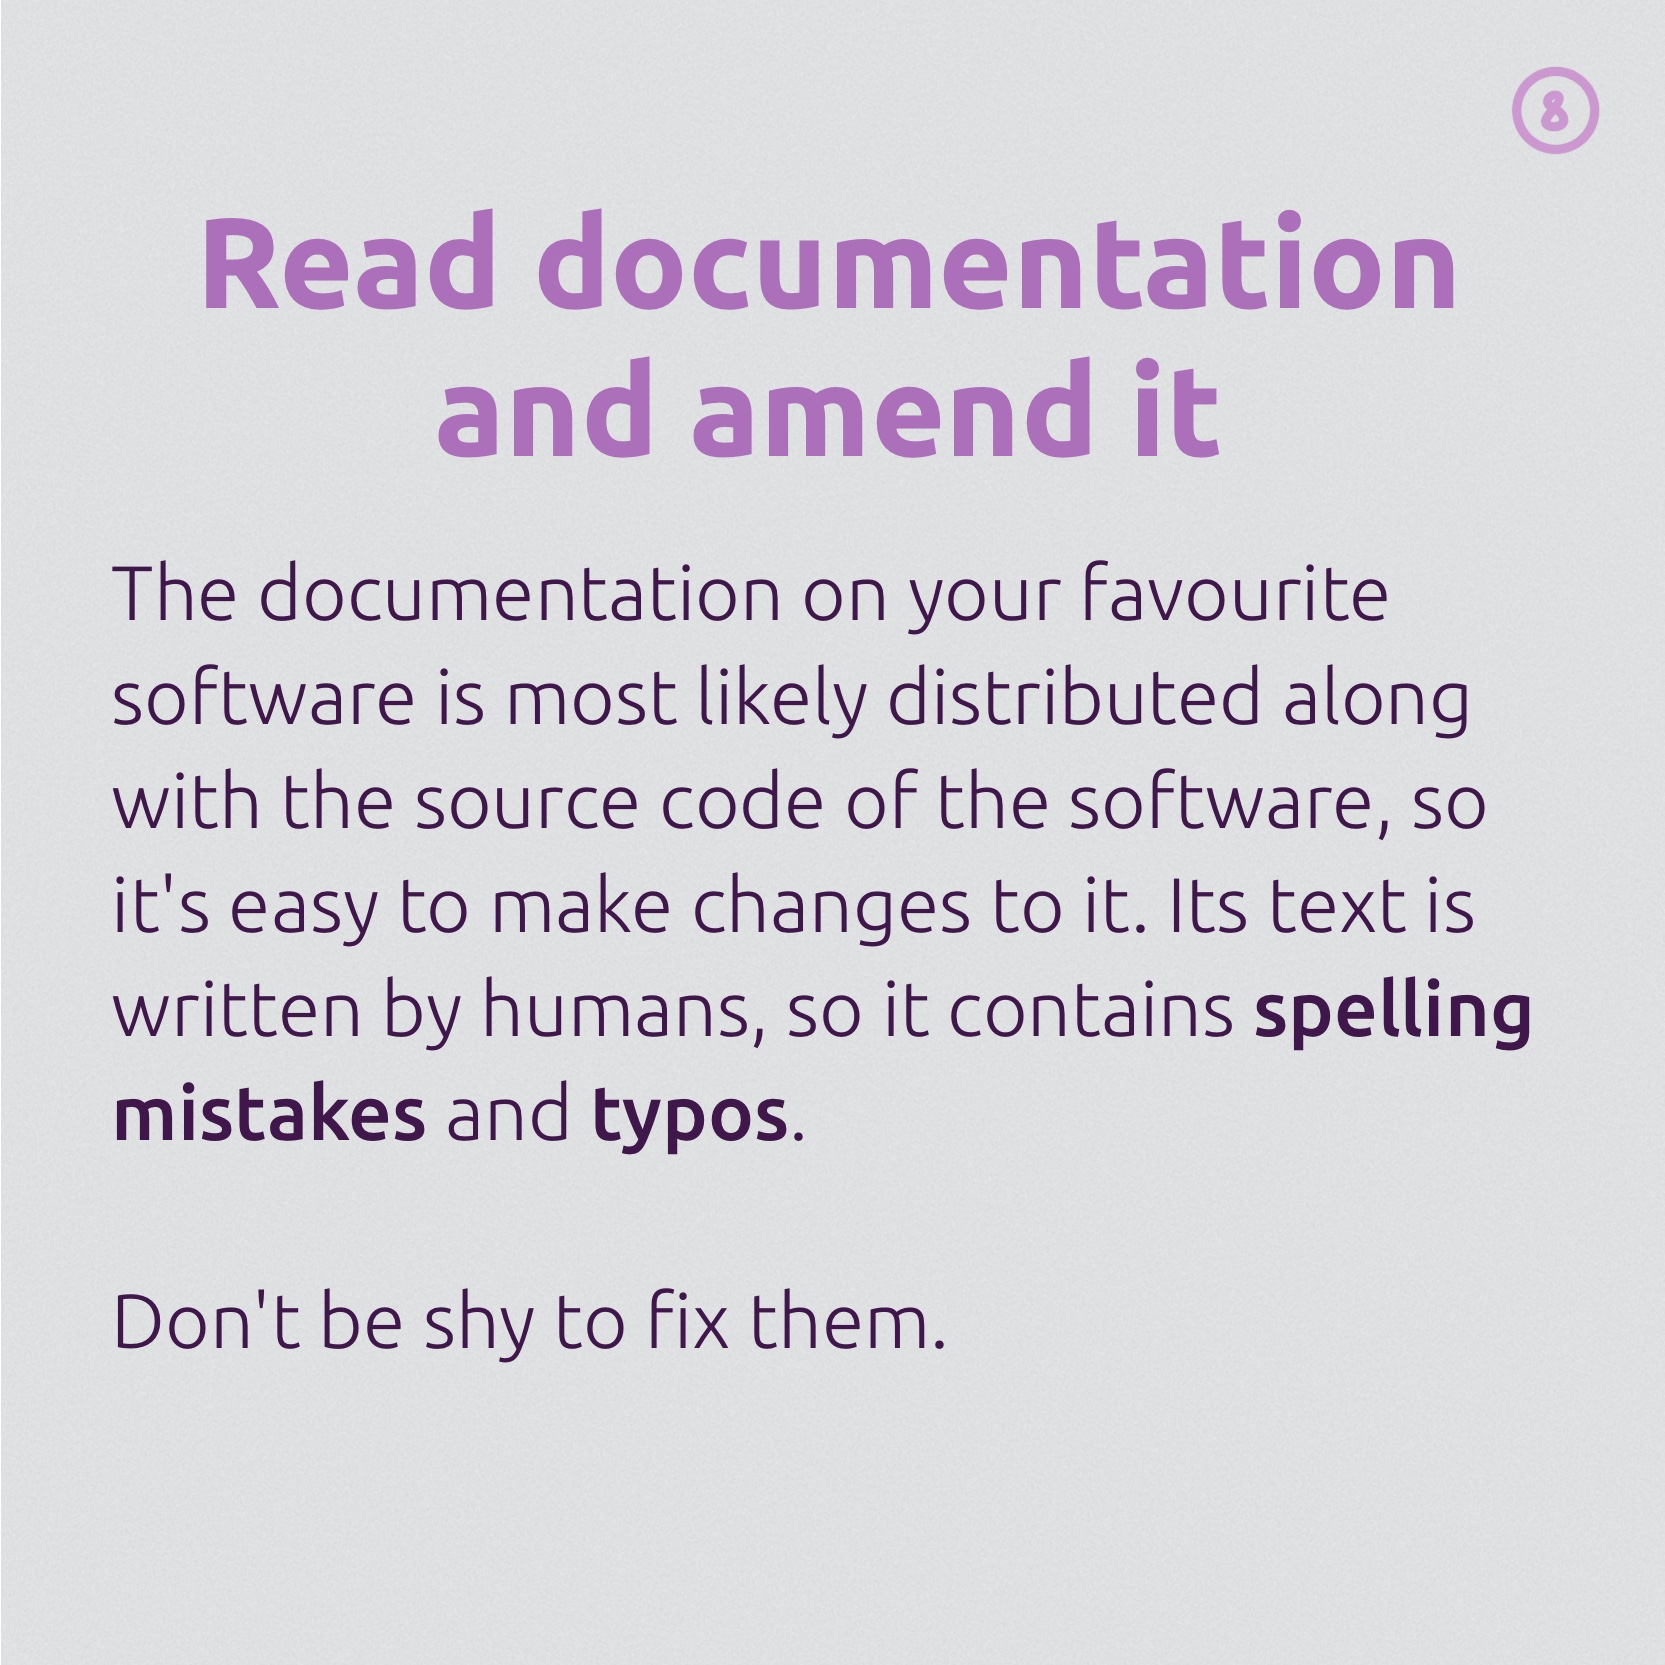 8
Read documentation
and amend it
The documentation on your favourite
software is most likely distributed along
with the source code of the software, so
it's easy to make changes to it. Its text is
written by humans, so it contains spelling
mistakes and typos.
Don't be shy to fix them.